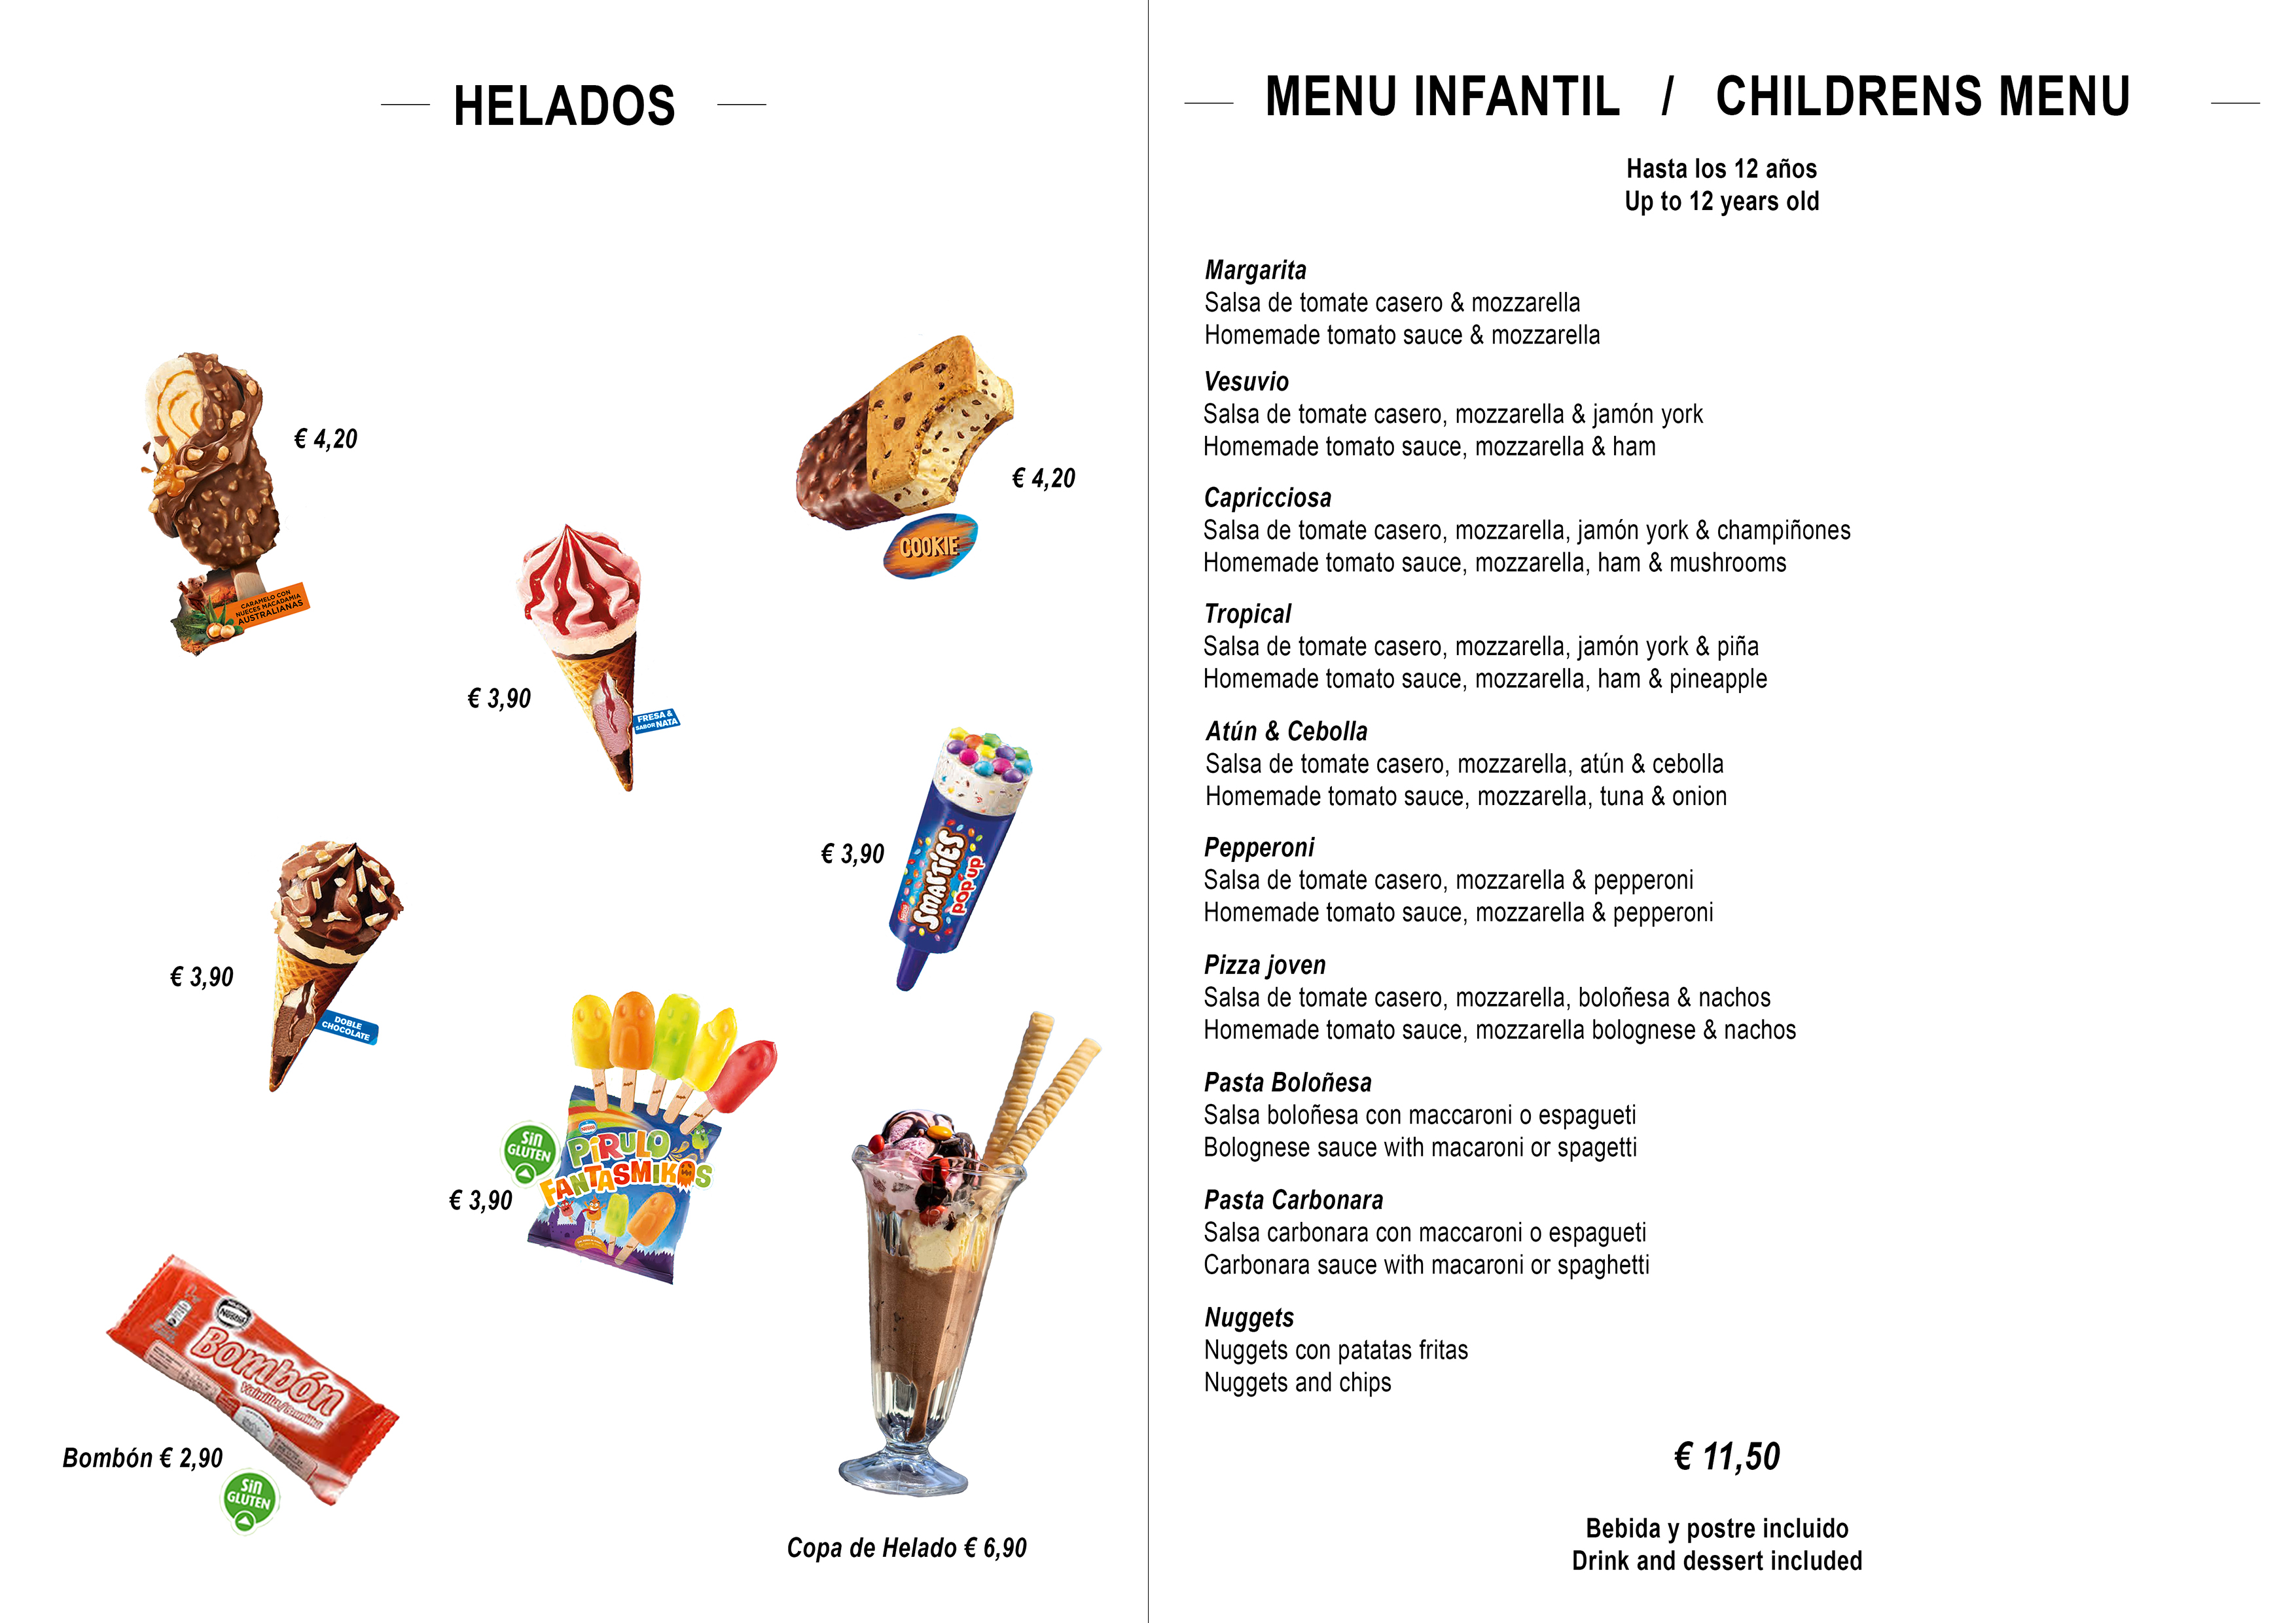 HELADOS
€ 4,20
CARAMELO CON
NUECES MACADAMIA
AUSTRALIANAS
€ 4,20
COOKIE
€ 3,90
FRESA &
SABOR NATA
€ 3,90
SMARTIES
pop up
€ 3,90
DOBLE
CHOCOLATE
€ 3,90
Sin
GLUTEN
PiRULO
FANTASMIKOS
Nestlé
Bombón
Vainilla
Bombón € 2,90
Sin
GLUTEN
Copa de Helado € 6,90
MENU INFANTIL / CHILDRENS MENU
Hasta los 12 años
Up to 12 years old
Margarita
Salsa de tomate casero & mozzarella
Homemade tomato sauce & mozzarella
Vesuvio
Salsa de tomate casero, mozzarella & jamón york
Homemade tomato sauce, mozzarella & ham
Capricciosa
Salsa de tomate casero, mozzarella, jamón york & champiñones
Homemade tomato sauce, mozzarella, ham & mushrooms
Tropical
Salsa de tomate casero, mozzarella, jamón york & piña
Homemade tomato sauce, mozzarella, ham & pineapple
Atún & Cebolla
Salsa de tomate casero, mozzarella, atún & cebolla
Homemade tomato sauce, mozzarella, tuna & onion
Pepperoni
Salsa de tomate casero, mozzarella & pepperoni
Homemade tomato sauce, mozzarella & pepperoni
Pizza joven
Salsa de tomate casero, mozzarella, boloñesa & nachos
Homemade tomato sauce, mozzarella bolognese & nachos
Pasta Boloñesa
Salsa boloñesa con maccaroni o espagueti
Bolognese sauce with macaroni or spagetti
Pasta Carbonara
Salsa carbonara con maccaroni o espagueti
Carbonara sauce with macaroni or spaghetti
Nuggets
Nuggets con patatas fritas
Nuggets and chips
€ 11,50
Bebida y postre incluido
Drink and dessert included